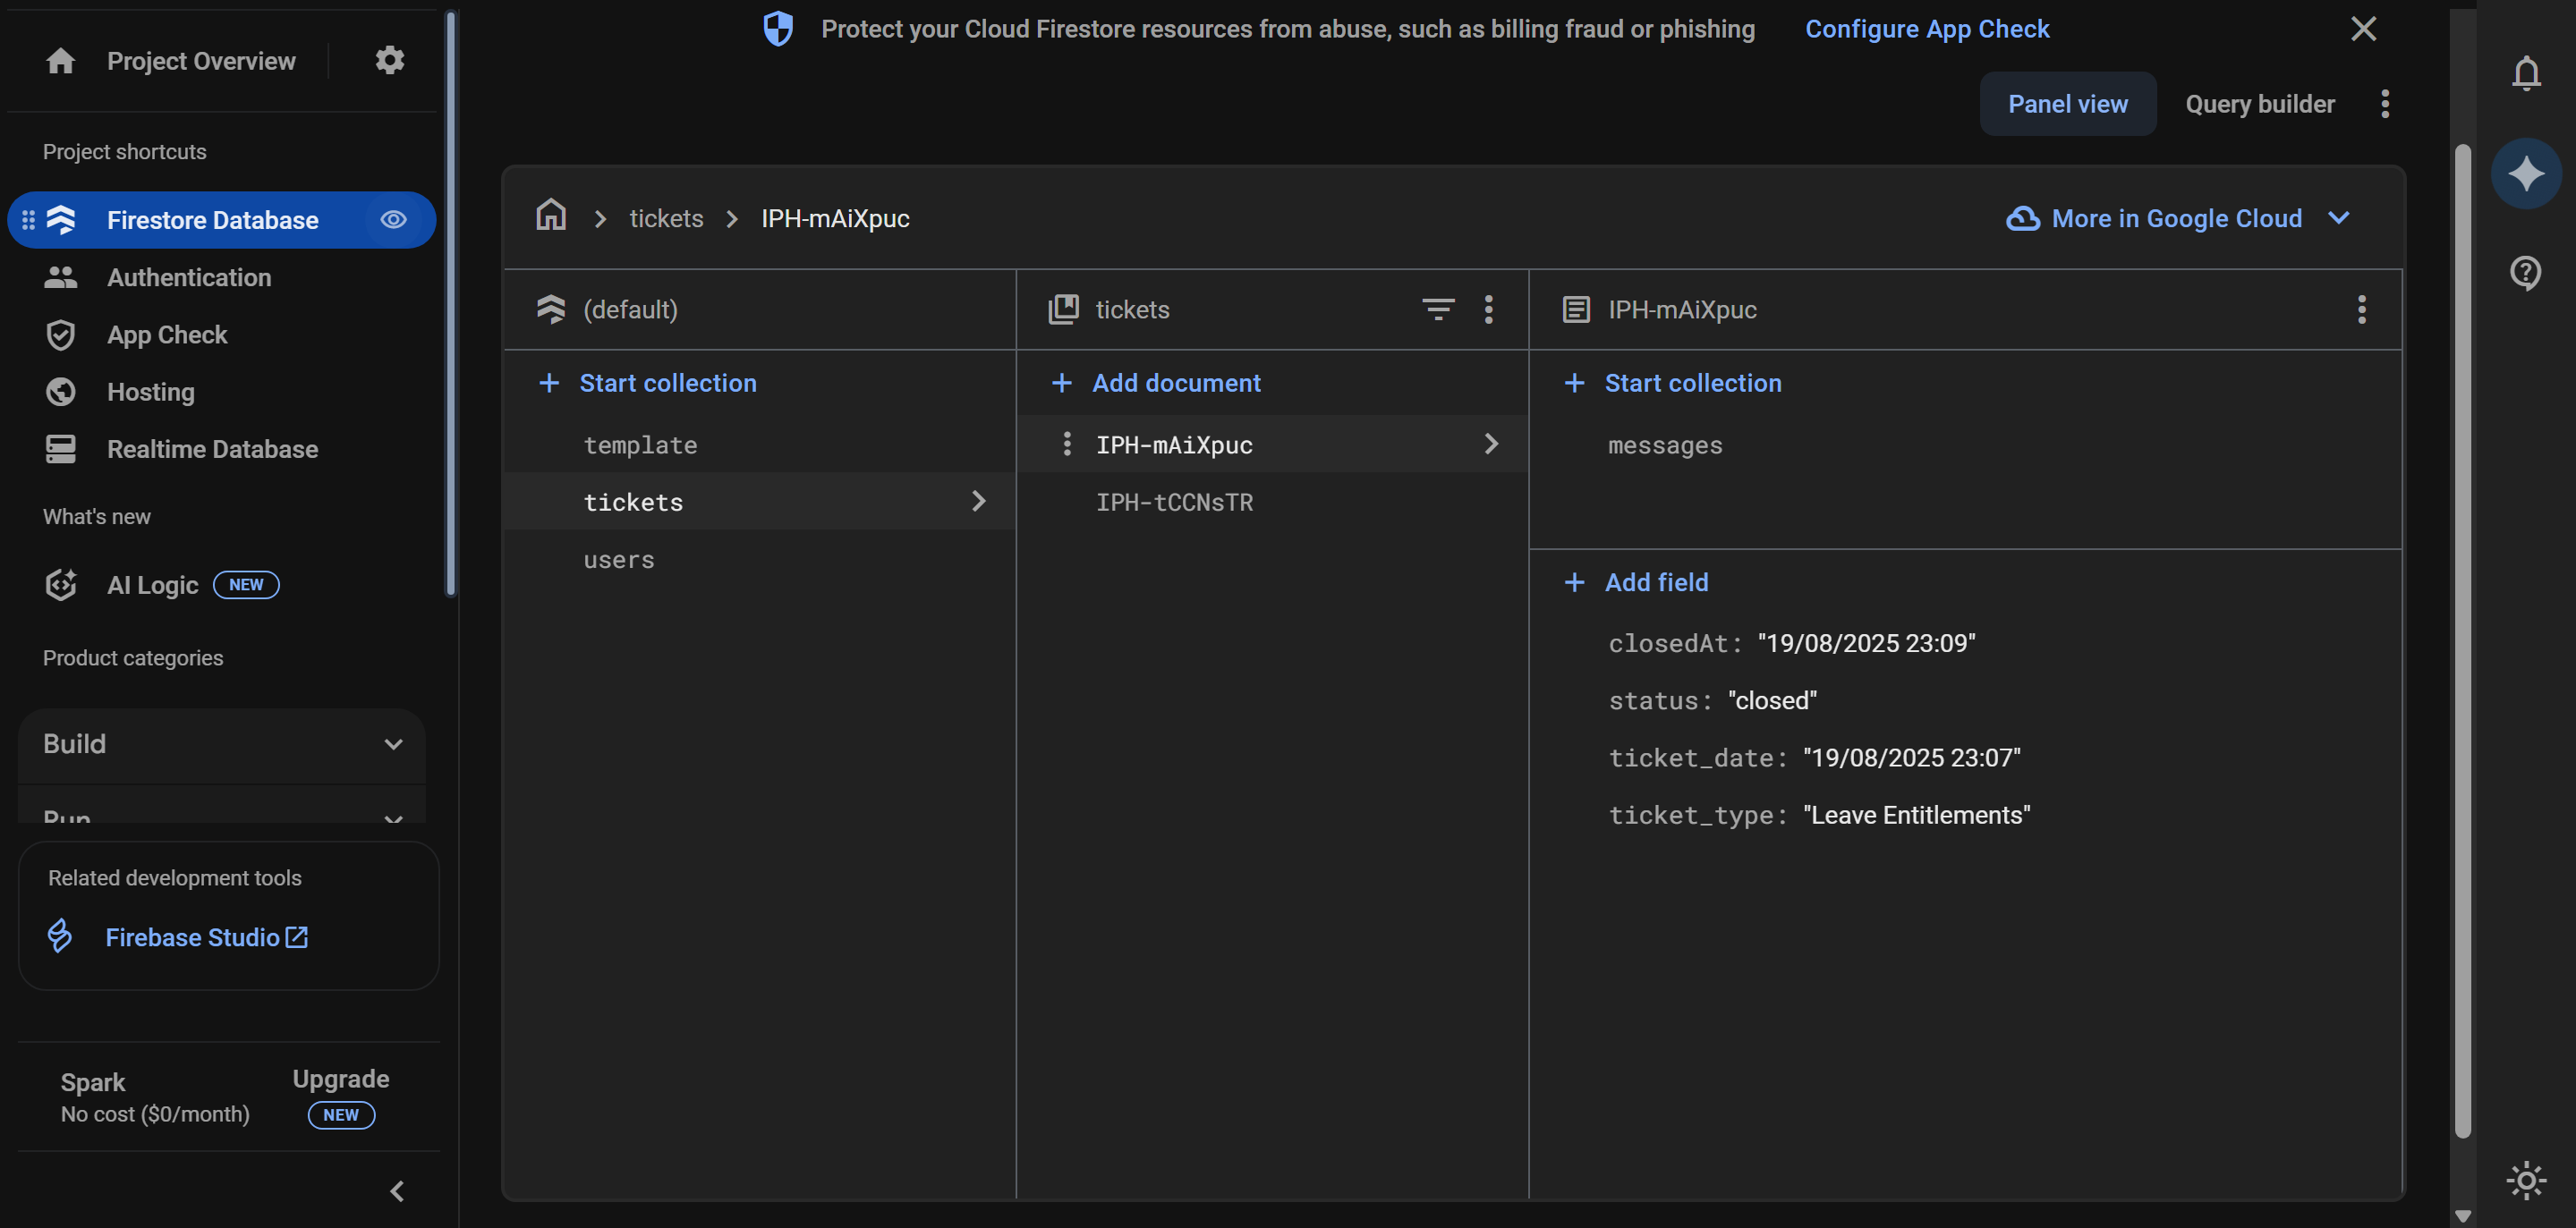 Protect your Cloud Firestore resources from abuse, such as billing fraud or phishing Configure App Check
Project Overview
Project shortcuts
Firestore Database
Authentication
App Check
Hosting
Realtime Database
What's new
AI Logic NEW
Product categories
Build
Run
Related development tools
Firebase Studio
Spark
No cost ($0/month)
Upgrade
NEW
Panel view Query builder
tickets IPH-mAiXpuc
More in Google Cloud
(default)
Start collection
template
tickets
users
tickets
Add document
IPH-mAiXpuc
IPH-tCCNsTR
IPH-mAiXpuc
Start collection
messages
Add field
closedAt: "19/08/2025 23:09"
status: "closed"
ticket_date: "19/08/2025 23:07"
ticket_type: "Leave Entitlements"